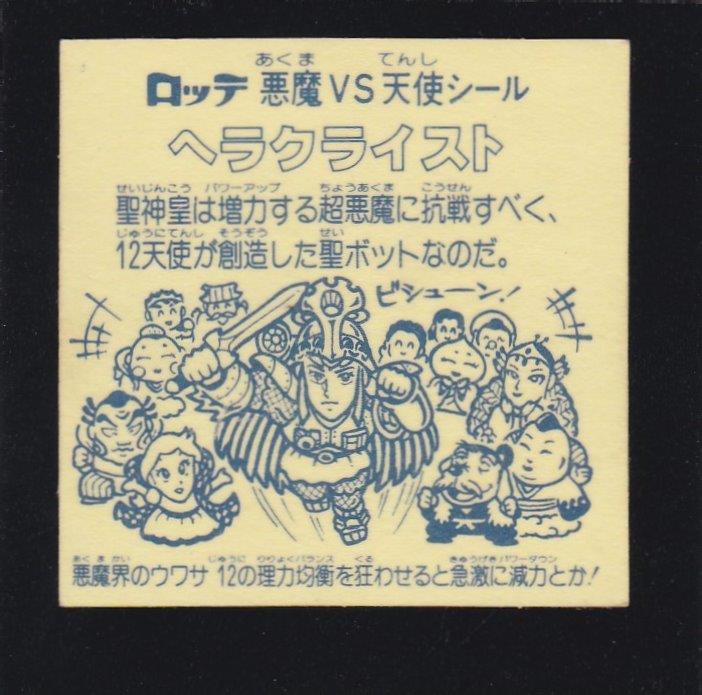 あくま てんし
ロッテ 悪魔VS天使シール
ヘラクライスト
せいじんこう パワーアップ ちょうあくま こうせん
聖神皇は増力する超悪魔に抗戦すべく、
じゅうにてんし そうぞう せい
12天使が創造した聖ボットなのだ。
ビシューン!
あくまかい じゅうに りりょくバランス くる きゅうげきパワーダウン
悪魔界のウワサ 12の理力均衡を狂わせると急激に減力とか!